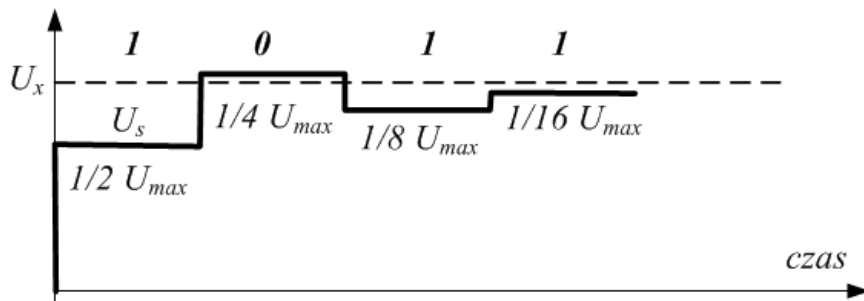 1 0 1 1
U_x
U_s
1/2 U_max
1/4 U_max
1/8 U_max
1/16 U_max
czas